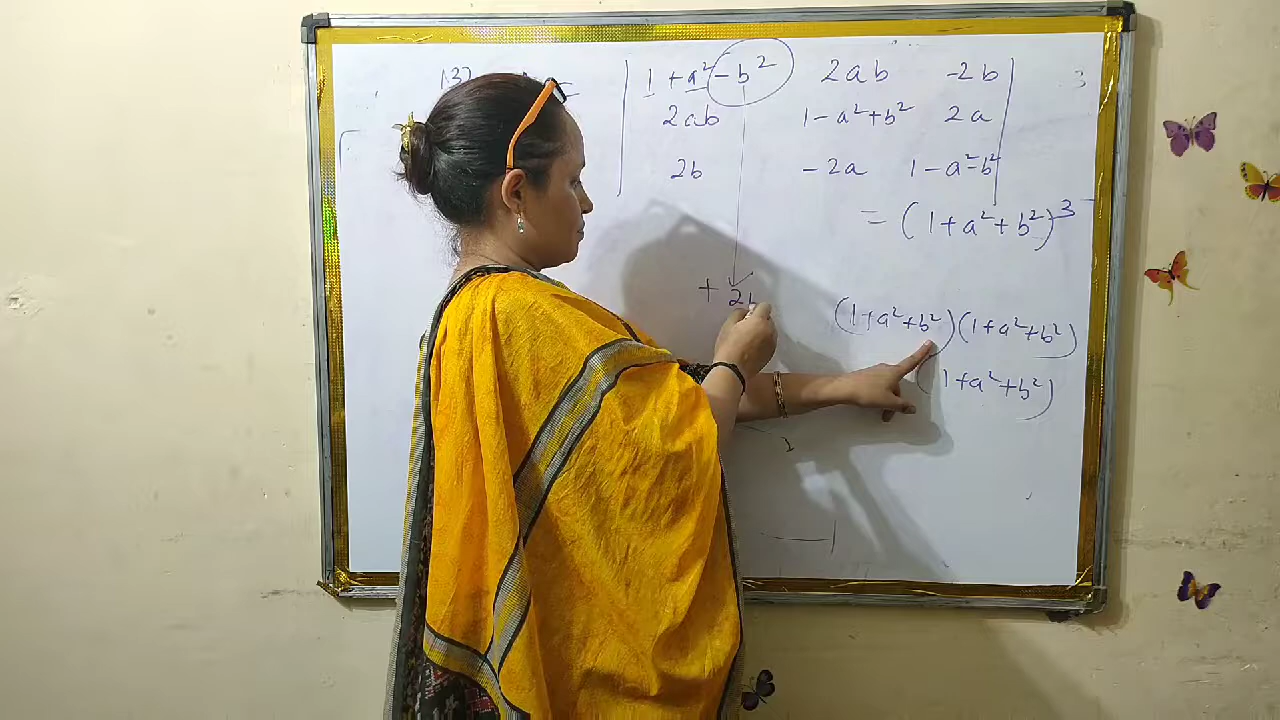 137
1 + a² - b² 2ab -2b
2ab 1 - a² + b² 2a
2b -2a 1 - a² - b²
= (1 + a² + b²)³
3
+ 2b
(1 + a² + b²)(1 + a² + b²)
(1 + a² + b²)